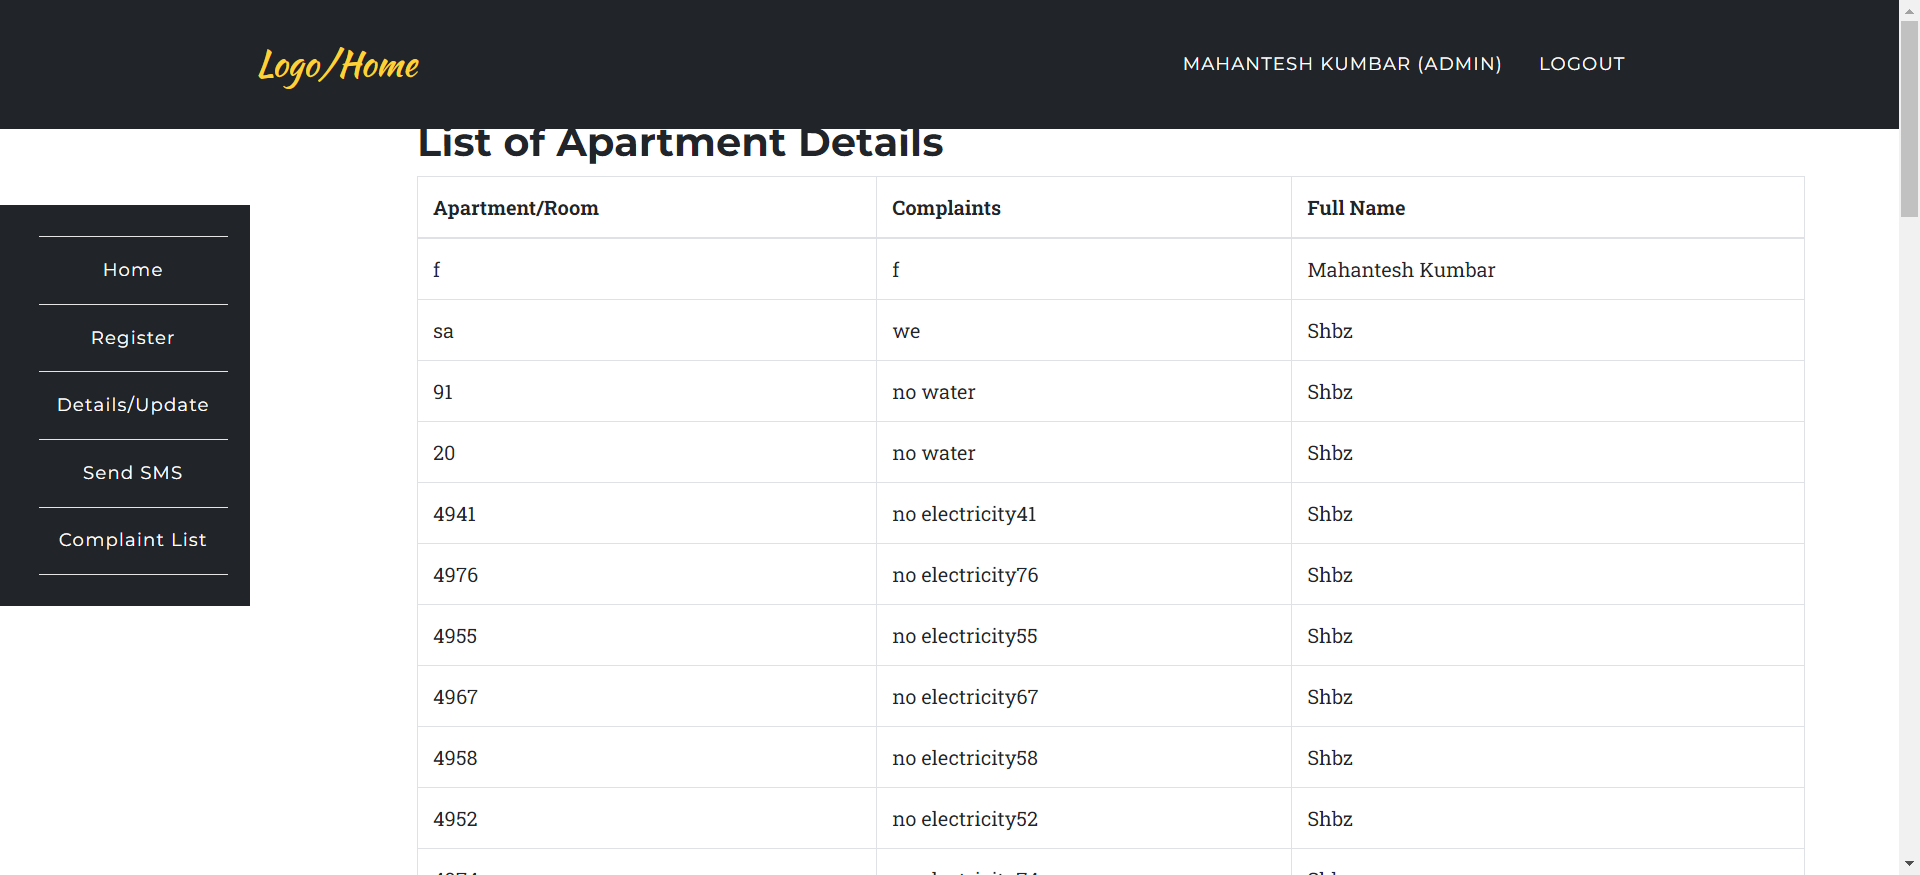 Logo/Home
MAHANTESH KUMBAR (ADMIN) LOGOUT
List of Apartment Details
Home
Register
Details/Update
Send SMS
Complaint List
Apartment/Room Complaints Full Name
f f Mahantesh Kumbar
sa we Shbz
91 no water Shbz
20 no water Shbz
4941 no electricity41 Shbz
4976 no electricity76 Shbz
4955 no electricity55 Shbz
4967 no electricity67 Shbz
4958 no electricity58 Shbz
4952 no electricity52 Shbz